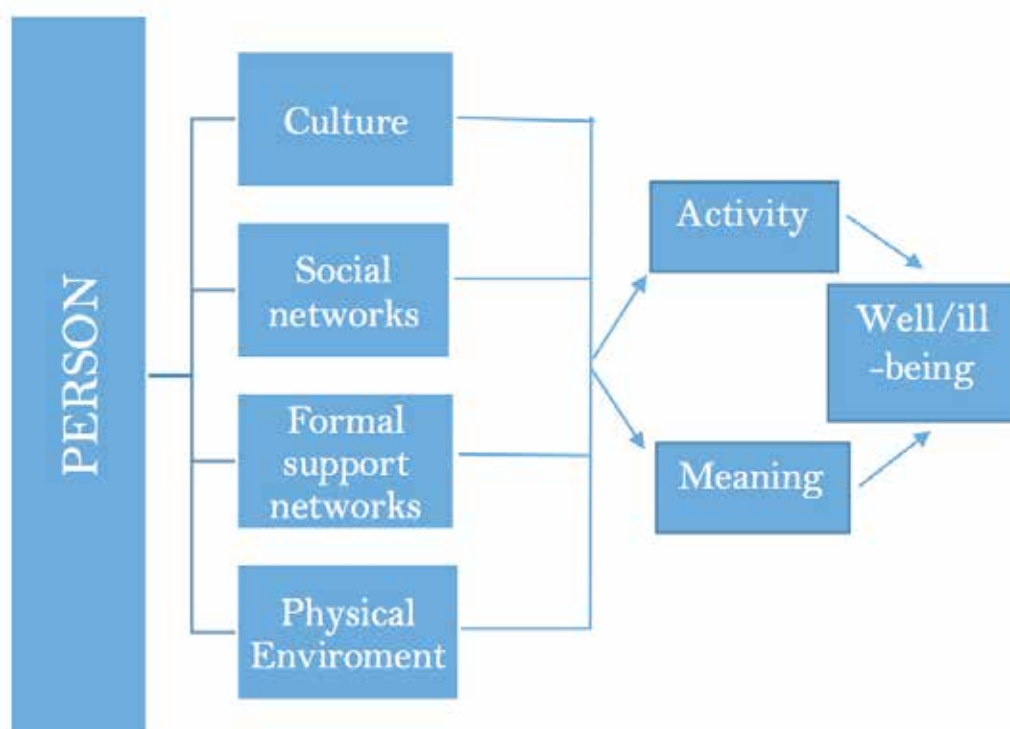 PERSON
Culture
Social
networks
Formal
support
networks
Physical
Enviroment
Activity
Meaning
Well/ill
-being